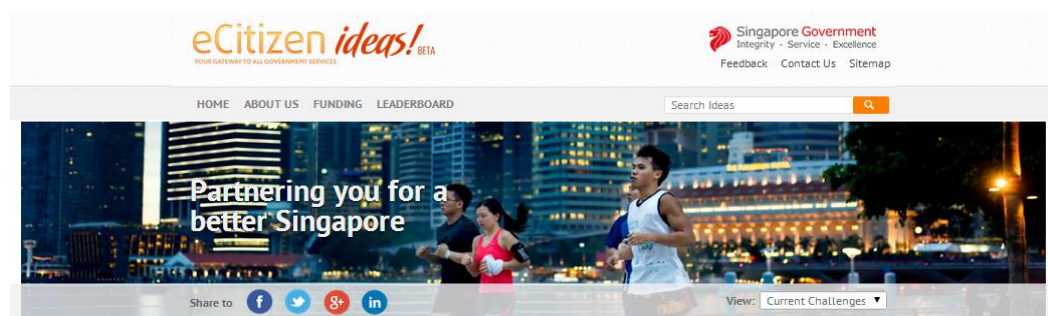 eCitizen ideas! BETA
YOUR GATEWAY TO ALL GOVERNMENT SERVICES
Singapore Government
Integrity · Service · Excellence
Feedback Contact Us Sitemap
HOME ABOUT US FUNDING LEADERBOARD
Search Ideas
Partnering you for a
better Singapore
Share to f g+ in
View: Current Challenges